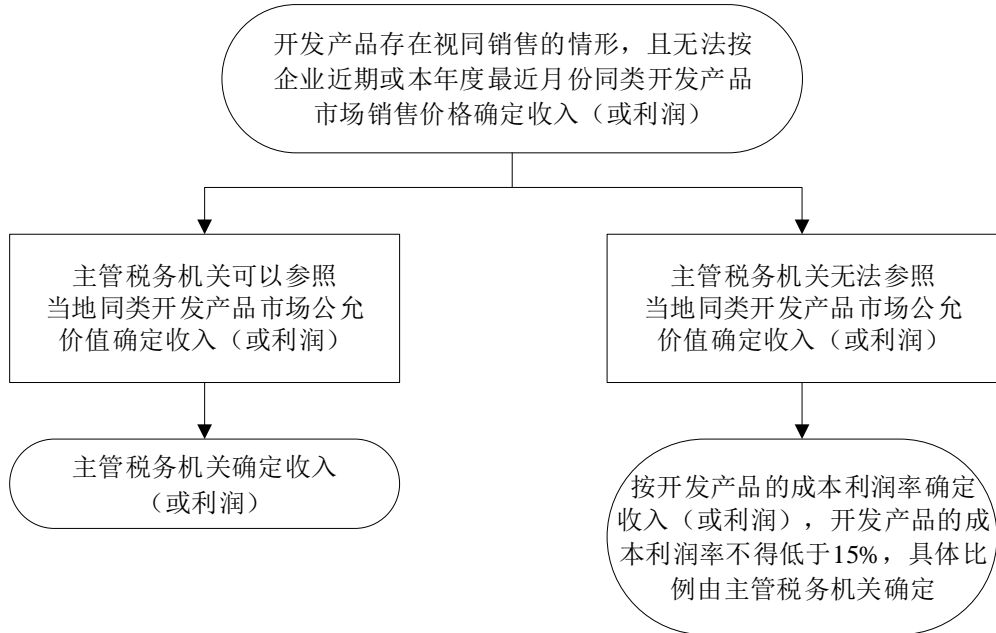 开发产品存在视同销售的情形，且无法按
企业近期或本年度最近月份同类开发产品
市场销售价格确定收入（或利润）
主管税务机关可以参照
当地同类开发产品市场公允
价值确定收入（或利润）
主管税务机关无法参照
当地同类开发产品市场公允
价值确定收入（或利润）
主管税务机关确定收入
（或利润）
按开发产品的成本利润率确定
收入（或利润），开发产品的成
本利润率不得低于15%，具体比
例由主管税务机关确定